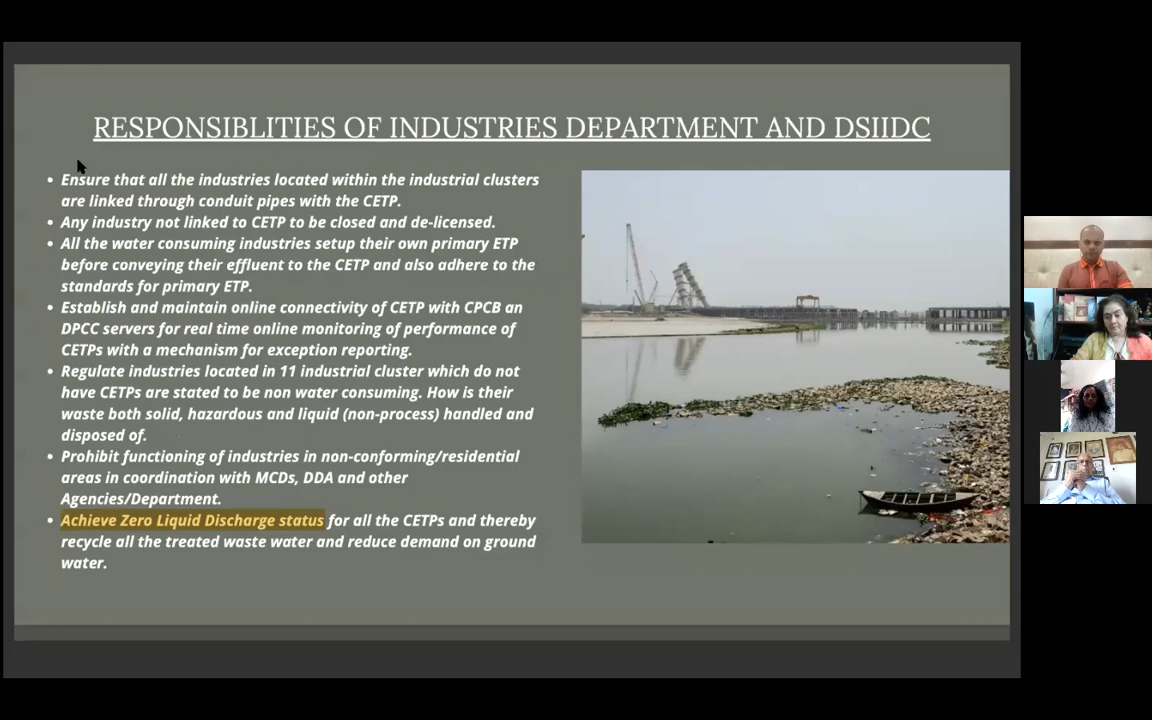 RESPONSIBLITIES OF INDUSTRIES DEPARTMENT AND DSIIDC
• Ensure that all the industries located within the industrial clusters
are linked through conduit pipes with the CETP.
• Any industry not linked to CETP to be closed and de-licensed.
• All the water consuming industries setup their own primary ETP
before conveying their effluent to the CETP and also adhere to the
standards for primary ETP.
• Establish and maintain online connectivity of CETP with CPCB an
DPCC servers for real time online monitoring of performance of
CETPs with a mechanism for exception reporting.
• Regulate industries located in 11 industrial cluster which do not
have CETPs are stated to be non water consuming. How is their
waste both solid, hazardous and liquid (non-process) handled and
disposed of.
• Prohibit functioning of industries in non-conforming/residential
areas in coordination with MCDs, DDA and other
Agencies/Department.
• Achieve Zero Liquid Discharge status for all the CETPs and thereby
recycle all the treated waste water and reduce demand on ground
water.